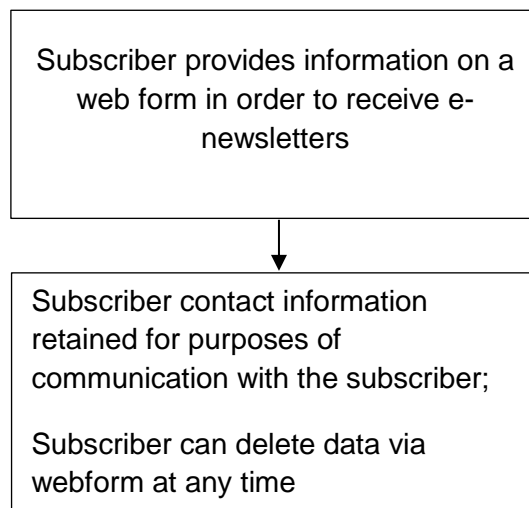 Subscriber provides information on a
web form in order to receive e-
newsletters
Subscriber contact information
retained for purposes of
communication with the subscriber;
Subscriber can delete data via
webform at any time